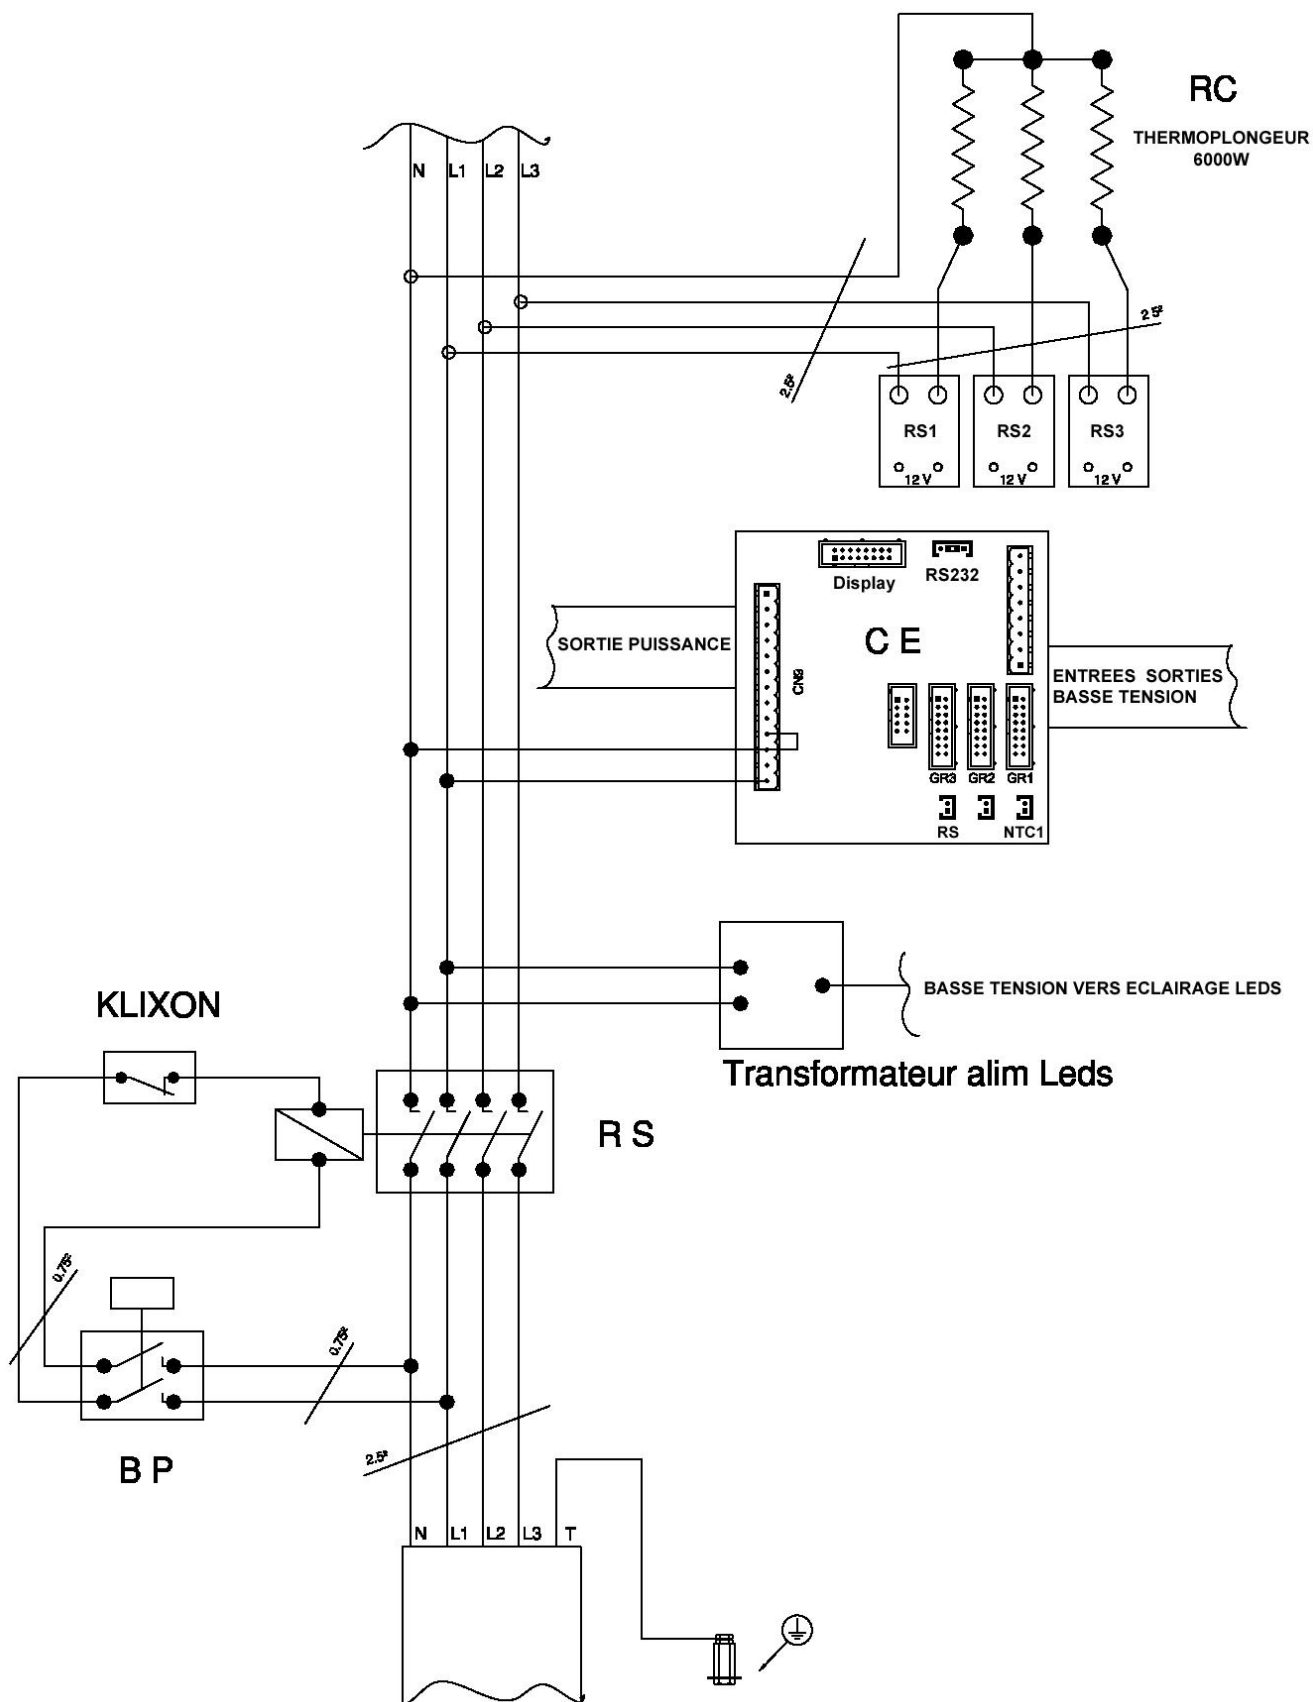 RC
THERMOPLONGEUR
6000W
N L1 L2 L3
2.5²
2.5²
RS1 RS2 RS3
12 V 12 V 12 V
Display
RS232
SORTIE PUISSANCE
C E
CN9
ENTREES SORTIES
BASSE TENSION
GR3 GR2 GR1
RS NTC1
BASSE TENSION VERS ECLAIRAGE LEDS
KLIXON
Transformateur alim Leds
R S
0.75²
0.75²
B P
2.5²
N L1 L2 L3 T